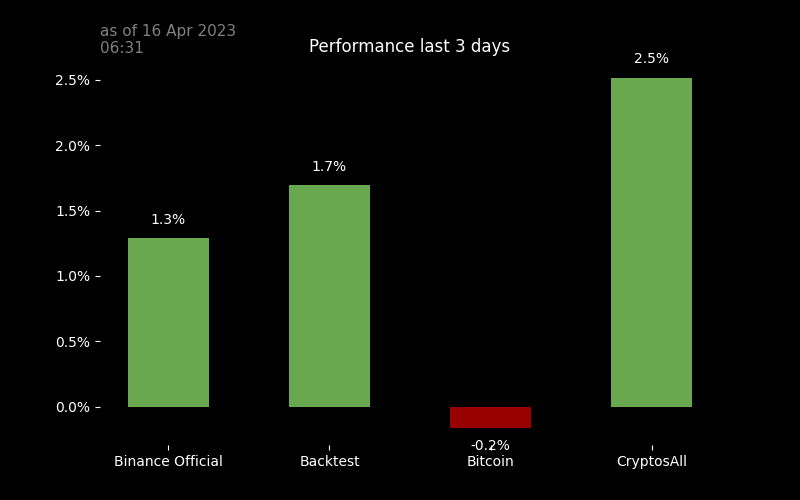 as of 16 Apr 2023
06:31
Performance last 3 days
2.5%
2.5%
2.0%
1.7%
1.5%
1.3%
1.0%
0.5%
0.0%
-0.2%
Binance Official
Backtest
Bitcoin
CryptosAll